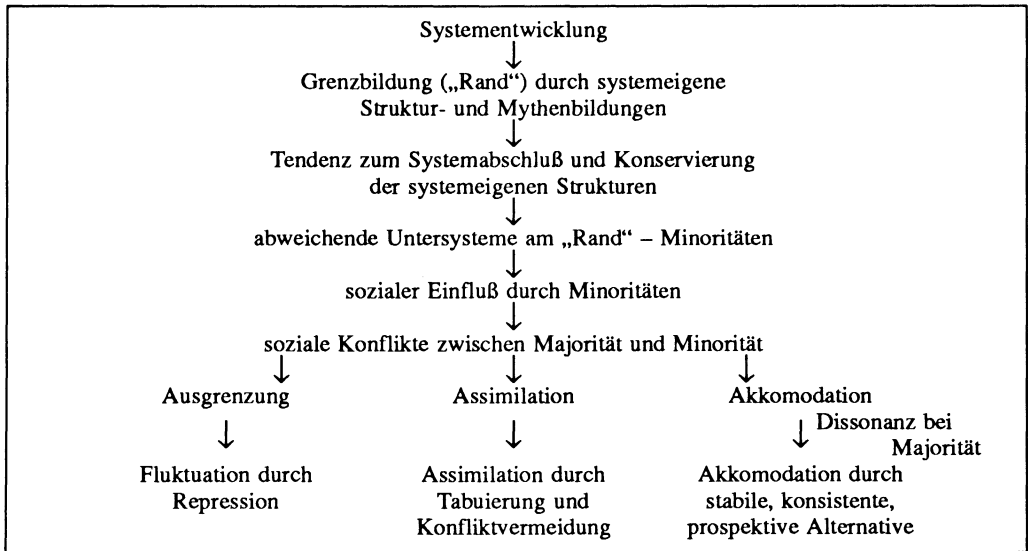 Systementwicklung
Grenzbildung („Rand“) durch systemeigene
Struktur- und Mythenbildungen
Tendenz zum Systemabschluß und Konservierung
der systemeigenen Strukturen
abweichende Untersysteme am „Rand“ – Minoritäten
sozialer Einfluß durch Minoritäten
soziale Konflikte zwischen Majorität und Minorität
Ausgrenzung
Assimilation
Akkomodation
Dissonanz bei
Majorität
Fluktuation durch
Repression
Assimilation durch
Tabuierung und
Konfliktvermeidung
Akkomodation durch
stabile, konsistente,
prospektive Alternative